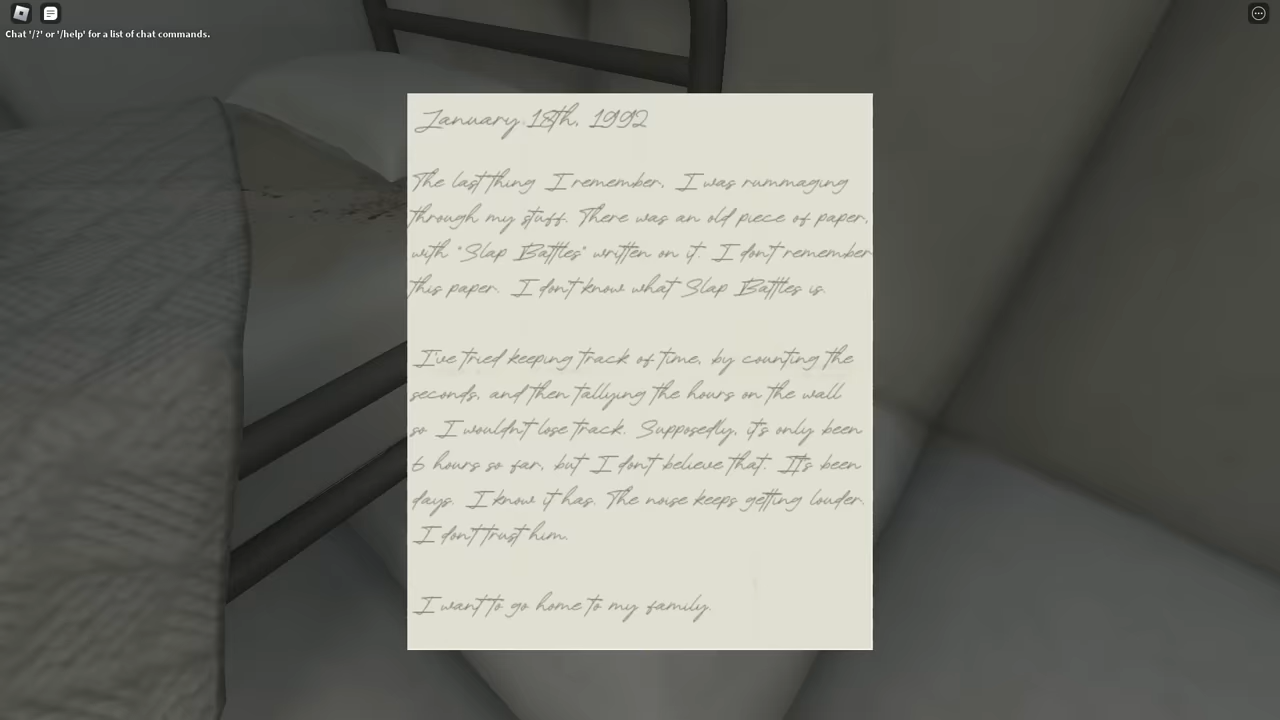 Chat '/?' or '/help' for a list of chat commands.
January 18th, 1992
The last thing I remember, I was rummaging
through my stuff. There was an old piece of paper,
with "Slap Battles" written on it. I don't remember
this paper. I don't know what Slap Battles is.
I've tried keeping track of time, by counting the
seconds, and then tallying the hours on the wall
so I wouldn't lose track. Supposedly, it's only been
6 hours so far, but I don't believe that. It's been
days. I know it has. The noise keeps getting louder.
I don't trust him.
I want to go home to my family.